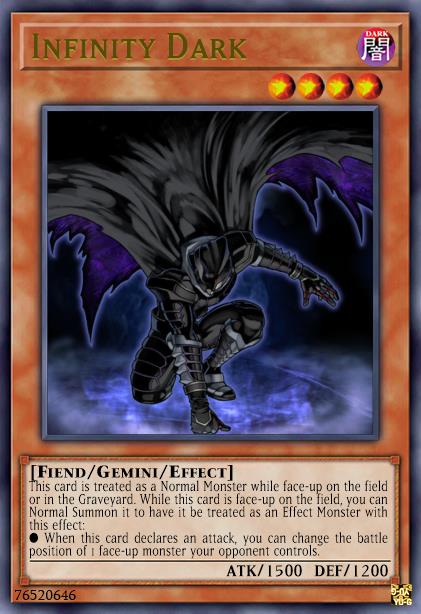 Infinity Dark
DARK
闇
[Fiend/Gemini/Effect]
This card is treated as a Normal Monster while face-up on the field
or in the Graveyard. While this card is face-up on the field, you can
Normal Summon it to have it be treated as an Effect Monster with
this effect:
● When this card declares an attack, you can change the battle
position of 1 face-up monster your opponent controls.
ATK/1500 DEF/1200
76520646